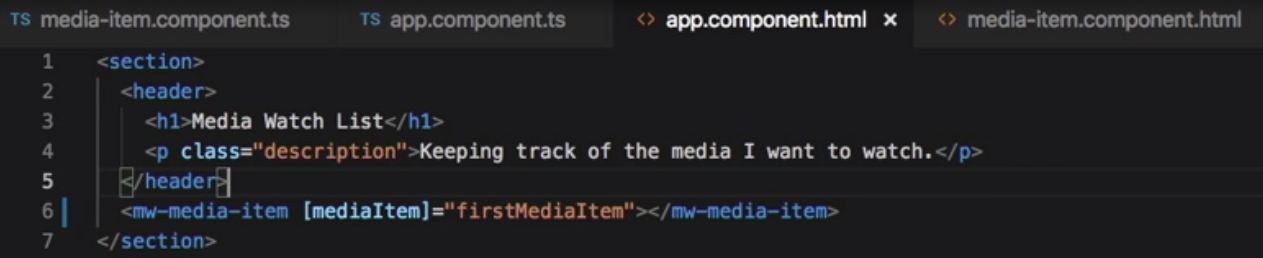 TS media-item.component.ts TS app.component.ts <> app.component.html × <> media-item.component.html
1 <section>
2 <header>
3 <h1>Media Watch List</h1>
4 <p class="description">Keeping track of the media I want to watch.</p>
5 </header>
6 <mw-media-item [mediaItem]="firstMediaItem"></mw-media-item>
7 </section>